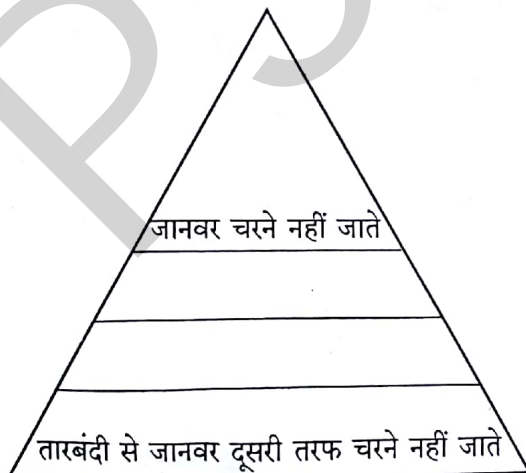 जानवर चरने नहीं जाते
तारबंदी से जानवर दूसरी तरफ चरने नहीं जाते